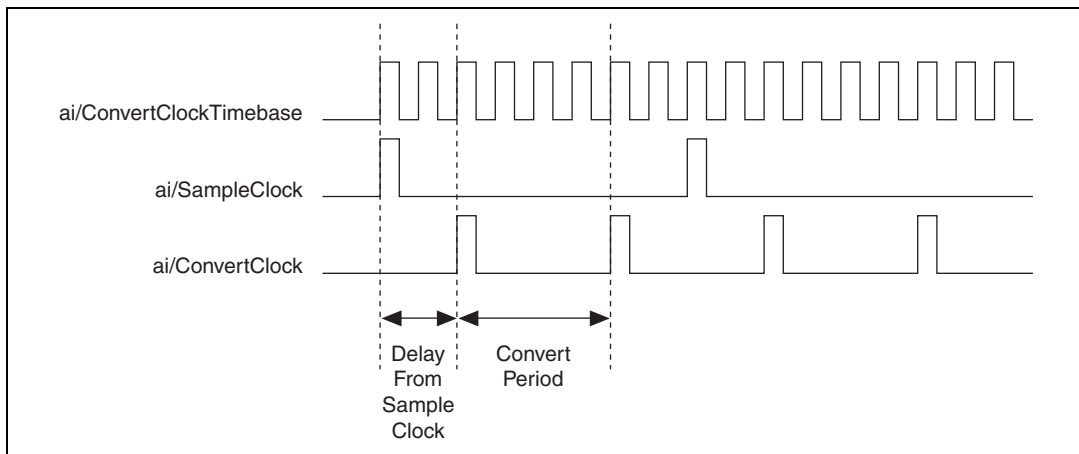 ai/ConvertClockTimebase
ai/SampleClock
ai/ConvertClock
Delay
From
Sample
Clock
Convert
Period